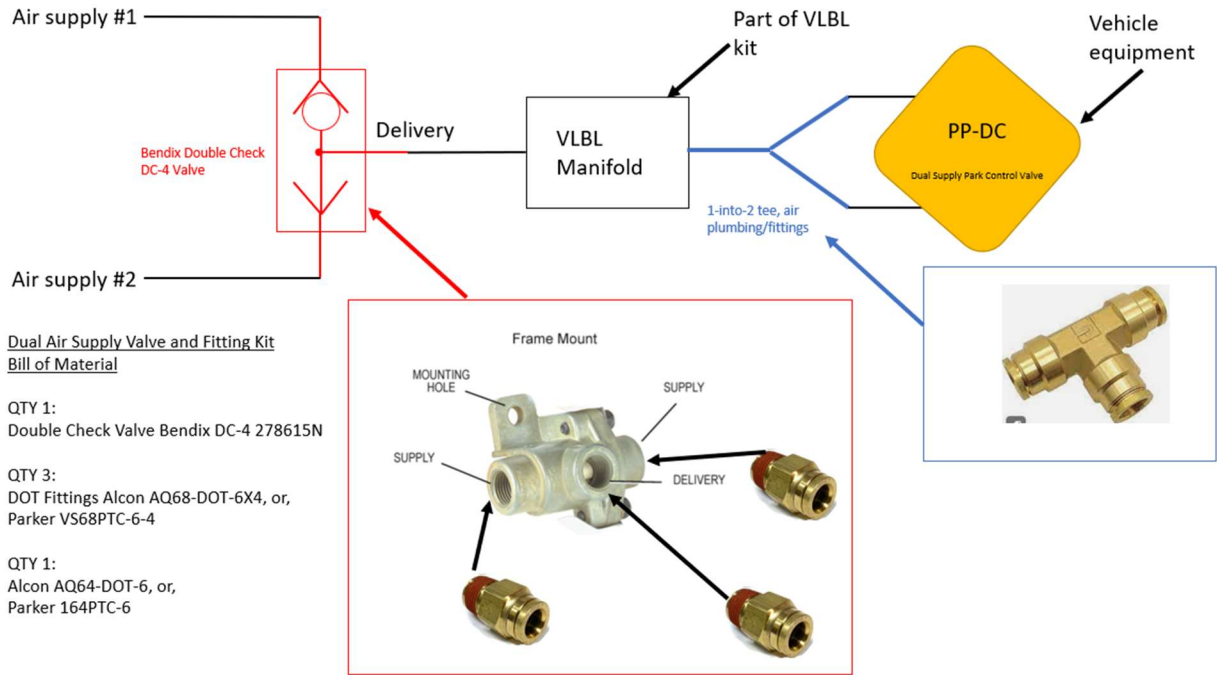 Air supply #1
Part of VLBL
kit
Vehicle
equipment
Delivery
Bendix Double Check
DC-4 Valve
VLBL
Manifold
PP-DC
Dual Supply Park Control Valve
1-into-2 tee, air
plumbing/fittings
Air supply #2
Dual Air Supply Valve and Fitting Kit
Bill of Material
QTY 1:
Double Check Valve Bendix DC-4 278615N
QTY 3:
DOT Fittings Alcon AQ68-DOT-6X4, or,
Parker VS68PTC-6-4
QTY 1:
Alcon AQ64-DOT-6, or,
Parker 164PTC-6
Frame Mount
MOUNTING
HOLE
SUPPLY
SUPPLY
DELIVERY